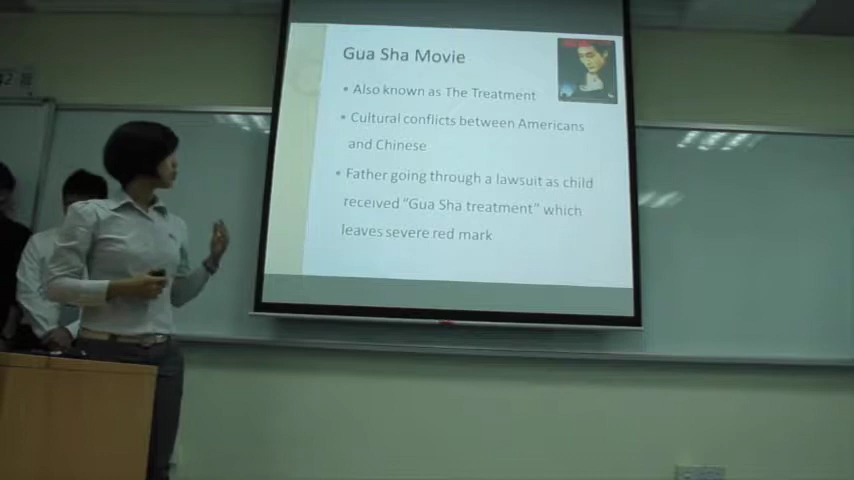 Gua Sha Movie
• Also known as The Treatment
• Cultural conflicts between Americans
and Chinese
• Father going through a lawsuit as child
received “Gua Sha treatment” which
leaves severe red mark